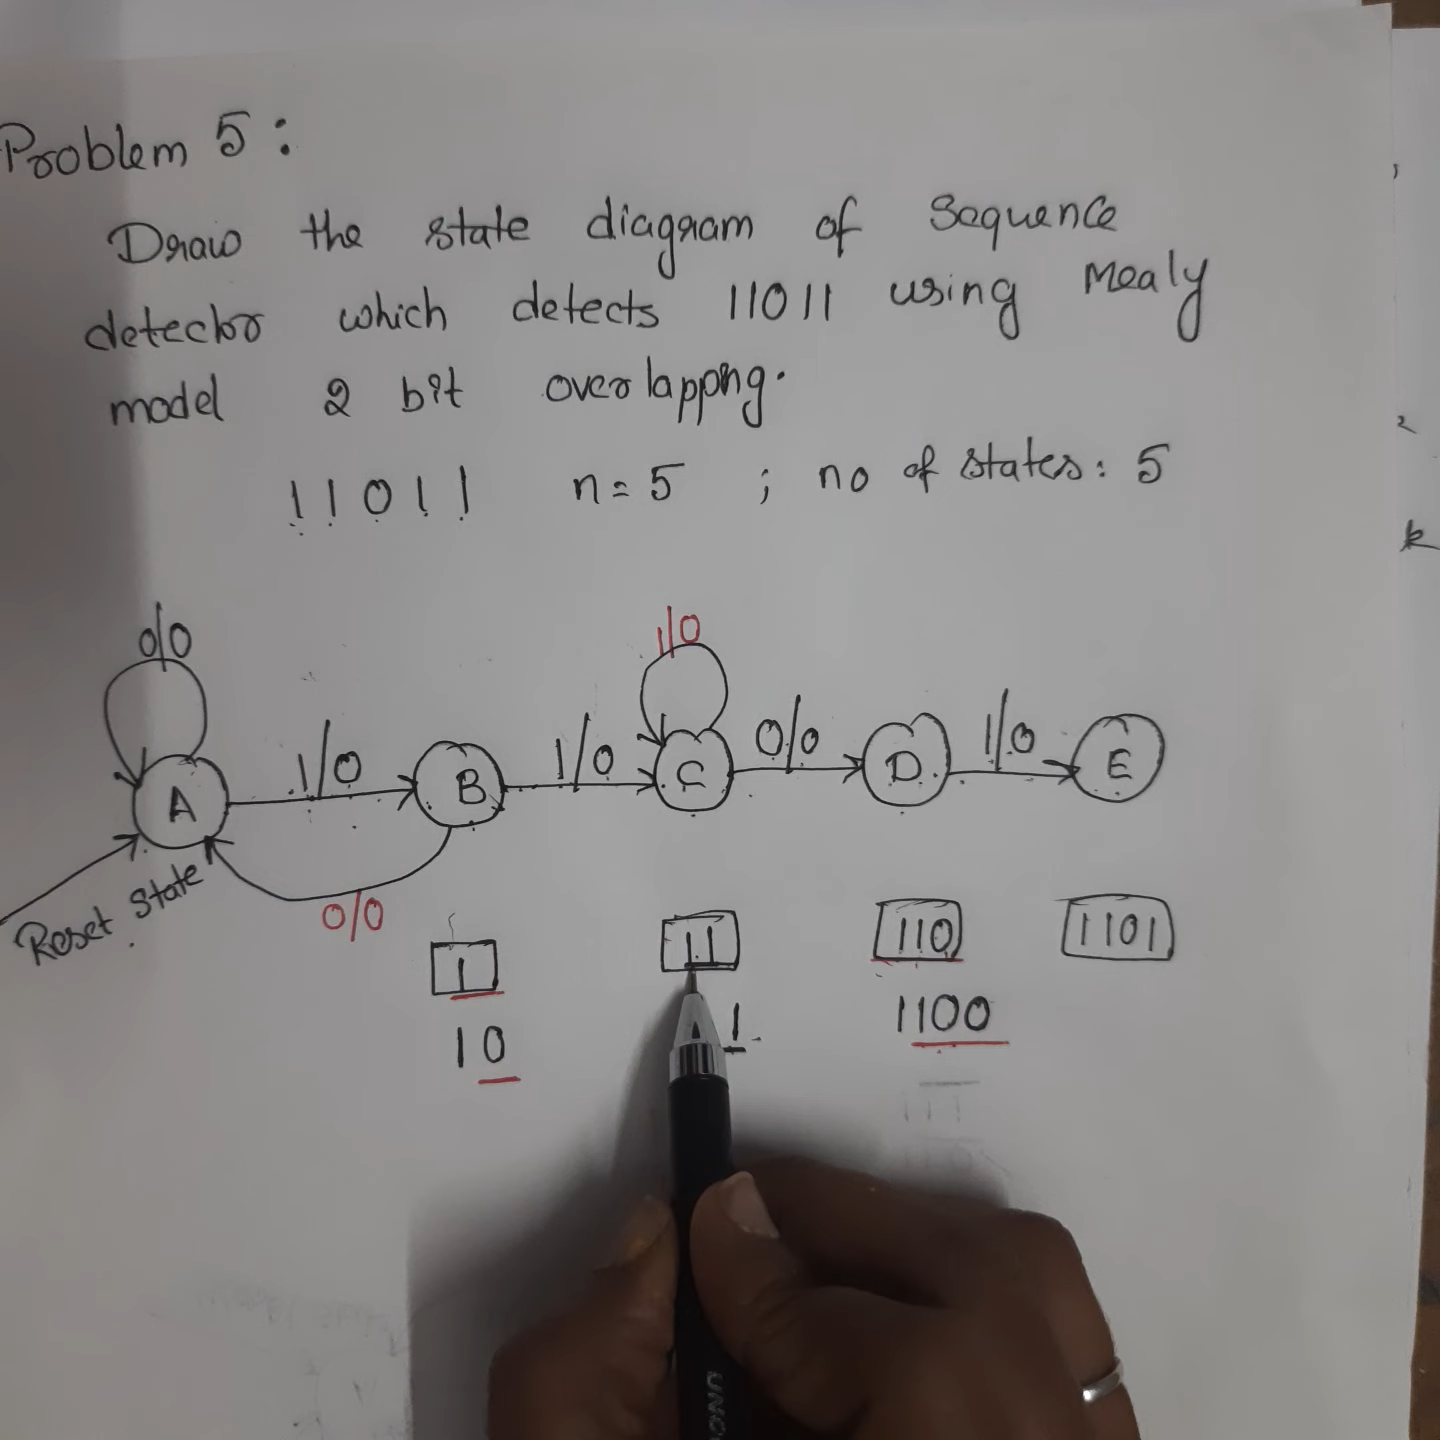 Problem 5:
Draw the state diagram of Sequence
detector which detects 11011 using Mealy
model 2 bit overlappng.
11011 n=5 ; no of states: 5
0/0
1/0
1/0
1/0
0/0
1/0
A
B
C
D
E
Reset State
0/0
1
11
110
1101
10
1
1100